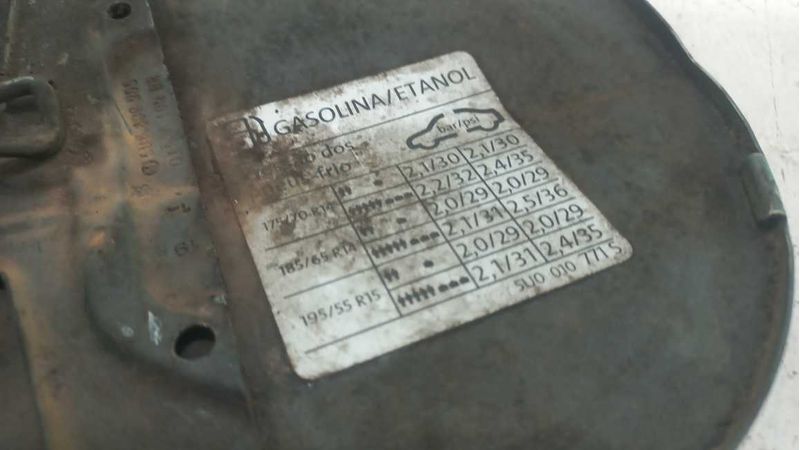 GASOLINA/ETANOL
dos
frio
bar/psi
175/70 R14 2,1/30 2,1/30
2,2/32 2,4/35
185/65 R14 2,0/29 2,0/29
2,1/31 2,5/36
195/55 R15 2,0/29 2,0/29
2,1/31 2,4/35
5U0 010 771 S